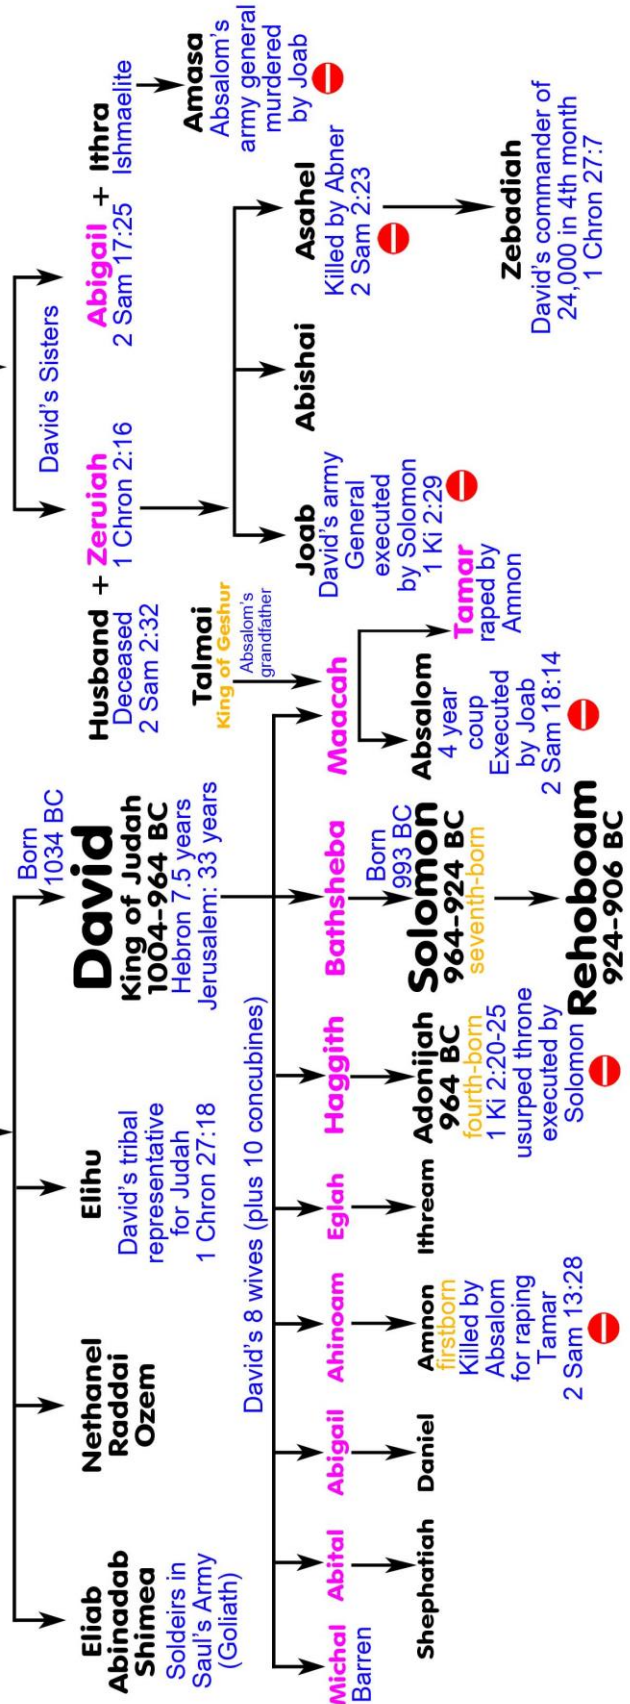 Eliab
Abinadab
Shimea
Soldeirs in
Saul's Army
(Goliath)
Nethanel
Raddai
Ozem
Elihu
David's tribal
representative
for Judah
1 Chron 27:18
Born
1034 BC
David
King of Judah
1004-964 BC
Hebron 7.5 years
Jerusalem: 33 years
David's Sisters
Husband + Zeruiah
Deceased
2 Sam 2:32
1 Chron 2:16
Abigail + Ithra
2 Sam 17:25
Ishmaelite
Amasa
Absalom's
army general
murdered
by Joab
Talmai
King of Geshur
Absalom's
grandfather
Joab
David's army
General
executed
by Solomon
1 Ki 2:29
Abishai
Asahel
Killed by Abner
2 Sam 2:23
Zebadiah
David's commander of
24,000 in 4th month
1 Chron 27:7
David's 8 wives (plus 10 concubines)
Michal
Barren
Abital
Shephatiah
Abigail
Daniel
Ahinoam
Amnon
firstborn
Killed by
Absalom
for raping
Tamar
2 Sam 13:28
Eglah
Ithream
Haggith
Adonijah
964 BC
fourth-born
1 Ki 2:20-25
usurped throne
executed by
Solomon
Bathsheba
Born
993 BC
Solomon
964-924 BC
seventh-born
Rehoboam
924-906 BC
Maacah
Absalom
4 year
coup
Executed
by Joab
2 Sam 18:14
Tamar
raped by
Amnon